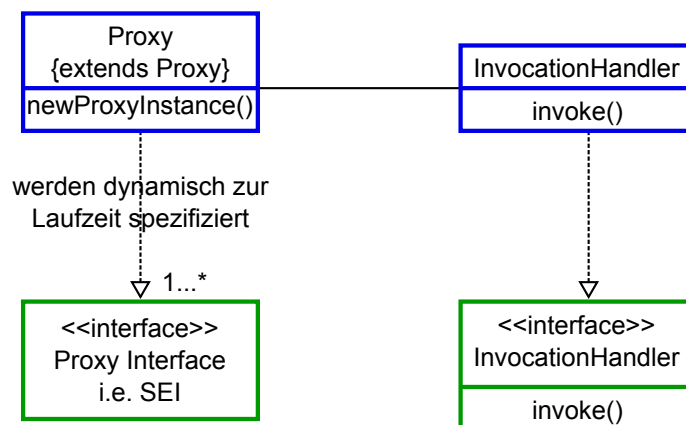 Proxy
{extends Proxy}
newProxyInstance()
InvocationHandler
invoke()
werden dynamisch zur
Laufzeit spezifiziert
1...*
<<interface>>
Proxy Interface
i.e. SEI
<<interface>>
InvocationHandler
invoke()